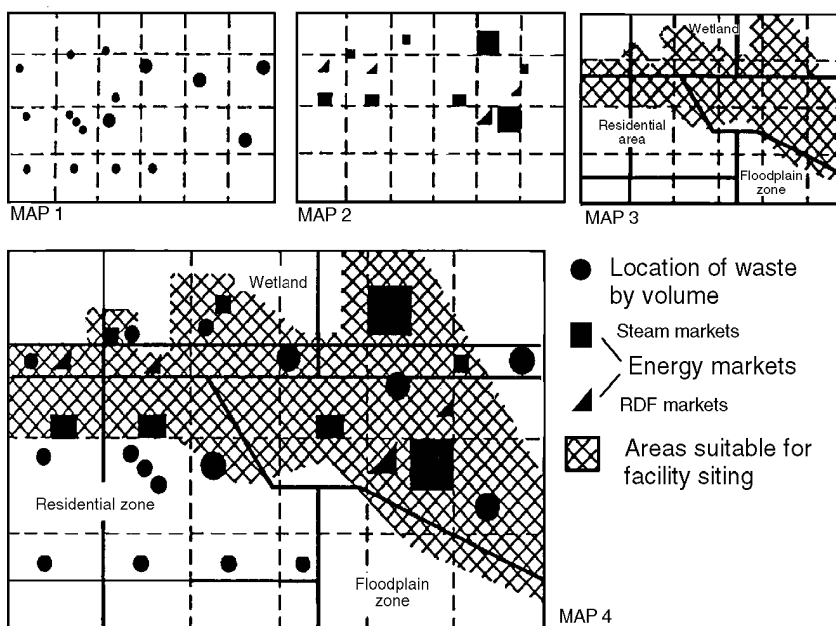 MAP 1
MAP 2
Wetland
Residential
area
Floodplain
zone
MAP 3
Wetland
Residential zone
Floodplain
zone
MAP 4
Location of waste
by volume
Steam markets
Energy markets
RDF markets
Areas suitable for
facility siting